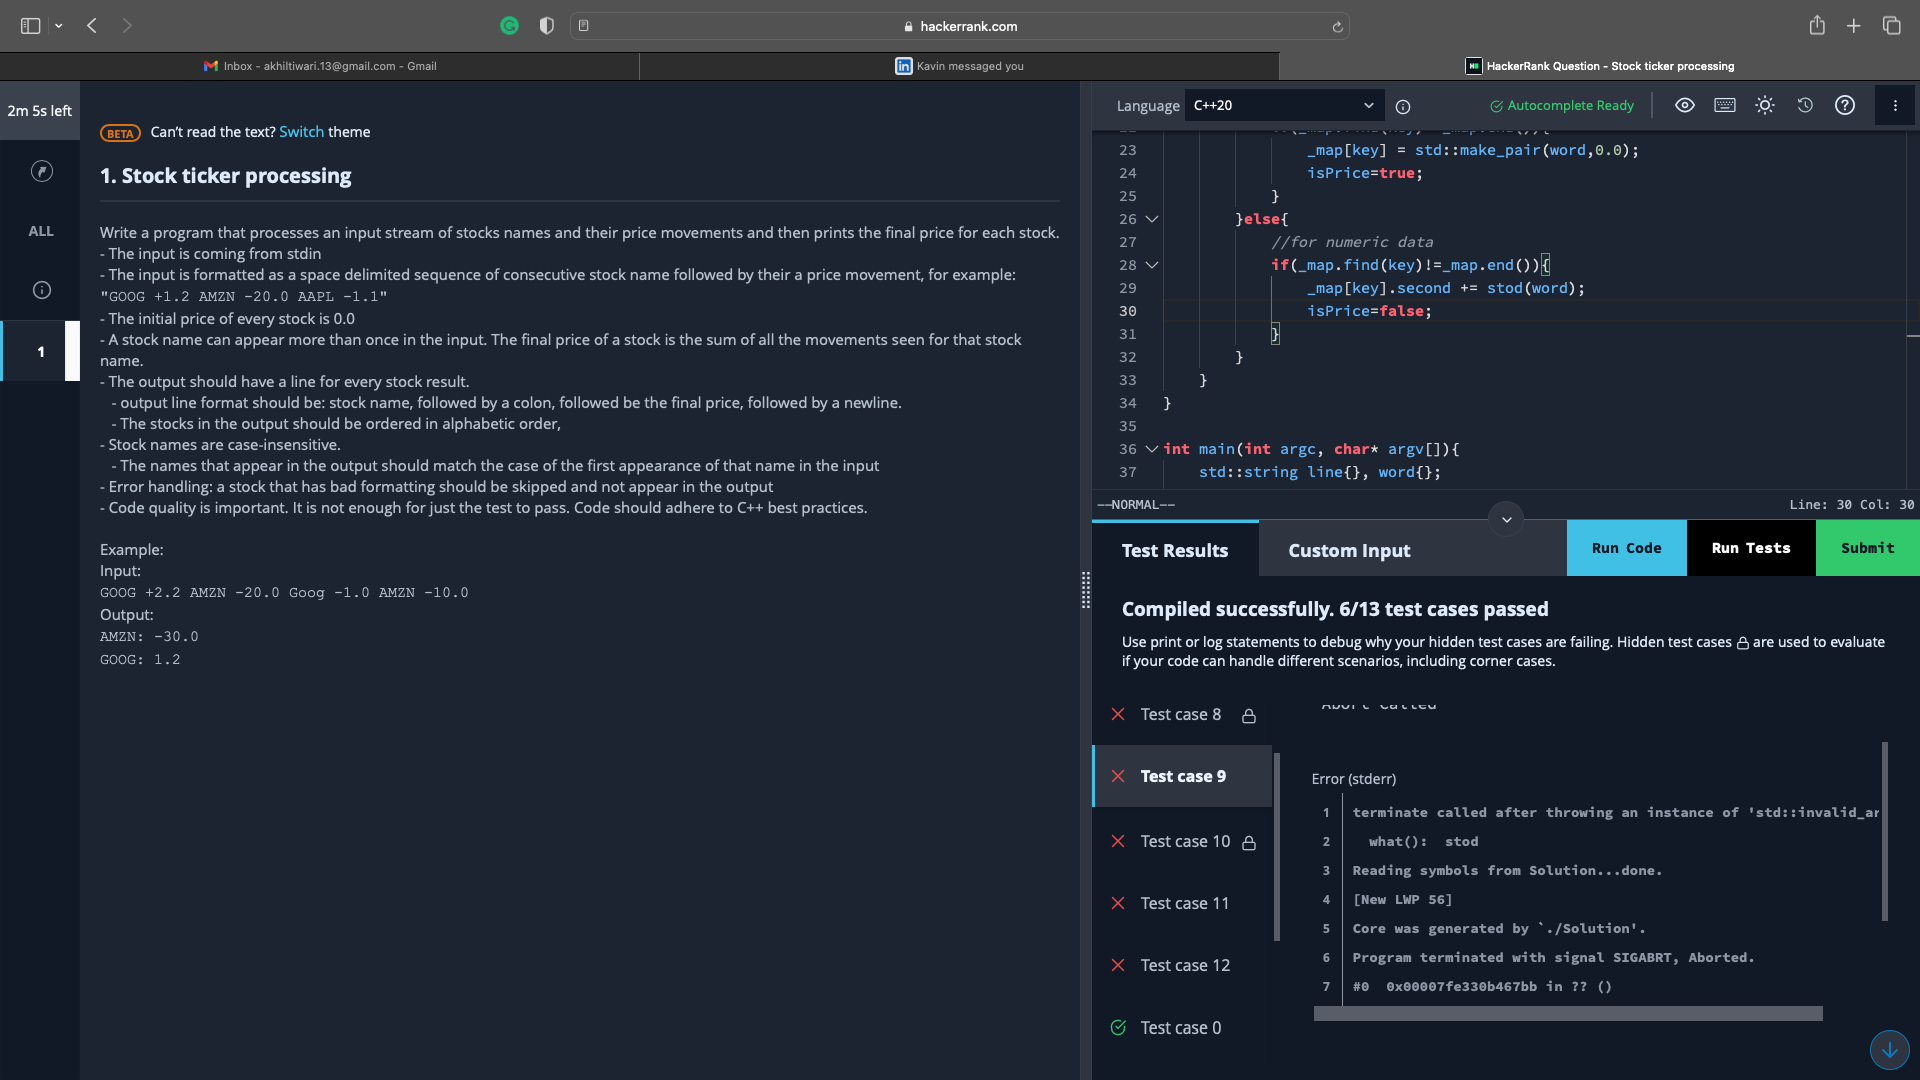 hackerrank.com
Inbox - akhiltiwari.13@gmail.com - Gmail
Kavin messaged you
HackerRank Question - Stock ticker processing
2m 5s left
ALL
1
BETA Can't read the text? Switch theme
1. Stock ticker processing
Write a program that processes an input stream of stocks names and their price movements and then prints the final price for each stock.
- The input is coming from stdin
- The input is formatted as a space delimited sequence of consecutive stock name followed by their a price movement, for example:
"GOOG +1.2 AMZN -20.0 AAPL -1.1"
- The initial price of every stock is 0.0
- A stock name can appear more than once in the input. The final price of a stock is the sum of all the movements seen for that stock
name.
- The output should have a line for every stock result.
- output line format should be: stock name, followed by a colon, followed be the final price, followed by a newline.
- The stocks in the output should be ordered in alphabetic order,
- Stock names are case-insensitive.
- The names that appear in the output should match the case of the first appearance of that name in the input
- Error handling: a stock that has bad formatting should be skipped and not appear in the output
- Code quality is important. It is not enough for just the test to pass. Code should adhere to C++ best practices.
Example:
Input:
GOOG +2.2 AMZN -20.0 Goog -1.0 AMZN -10.0
Output:
AMZN: -30.0
GOOG: 1.2
Language C++20
Autocomplete Ready
23 _map[key] = std::make_pair(word,0.0);
24 isPrice=true;
25 }
26 }else{
27 //for numeric data
28 if(_map.find(key)!=_map.end()){
29 _map[key].second += stod(word);
30 isPrice=false;
31 }
32 }
33 }
34 }
35
36 int main(int argc, char* argv[]){
37 std::string line{}, word{};
--NORMAL--
Line: 30 Col: 30
Test Results
Custom Input
Run Code
Run Tests
Submit
Compiled successfully. 6/13 test cases passed
Use print or log statements to debug why your hidden test cases are failing. Hidden test cases are used to evaluate
if your code can handle different scenarios, including corner cases.
Test case 8
Test case 9
Test case 10
Test case 11
Test case 12
Test case 0
Abort Called
Error (stderr)
1 terminate called after throwing an instance of 'std::invalid_ar
2 what(): stod
3 Reading symbols from Solution...done.
4 [New LWP 56]
5 Core was generated by `./Solution'.
6 Program terminated with signal SIGABRT, Aborted.
7 #0 0x00007fe330b467bb in ?? ()